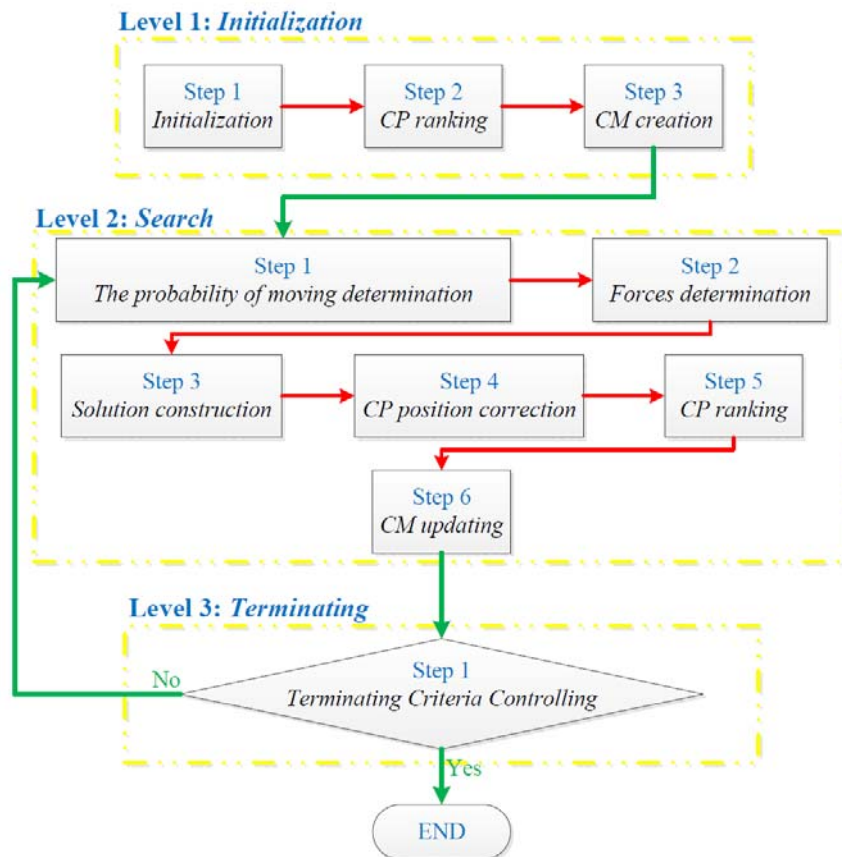 Level 1: Initialization
Step 1
Initialization
Step 2
CP ranking
Step 3
CM creation
Level 2: Search
Step 1
The probability of moving determination
Step 2
Forces determination
Step 3
Solution construction
Step 4
CP position correction
Step 5
CP ranking
Step 6
CM updating
Level 3: Terminating
Step 1
Terminating Criteria Controlling
No
Yes
END